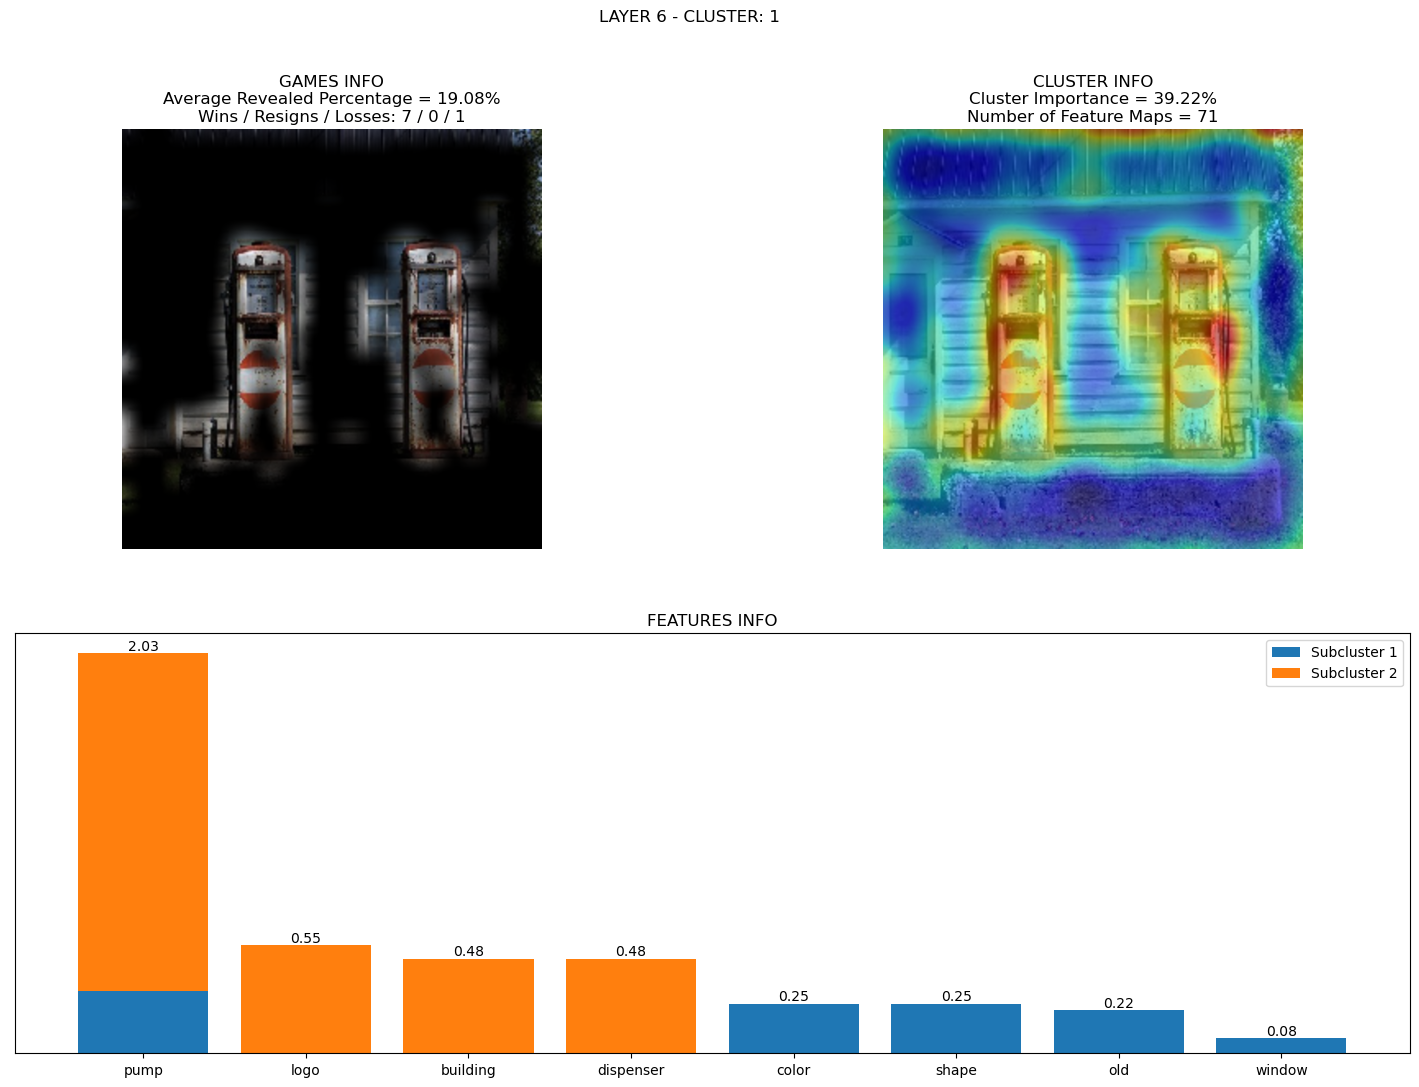 LAYER 6 - CLUSTER: 1
GAMES INFO
Average Revealed Percentage = 19.08%
Wins / Resigns / Losses: 7 / 0 / 1
CLUSTER INFO
Cluster Importance = 39.22%
Number of Feature Maps = 71
FEATURES INFO
Subcluster 1
Subcluster 2
2.03
0.55
0.48
0.48
0.25
0.25
0.22
0.08
pump
logo
building
dispenser
color
shape
old
window